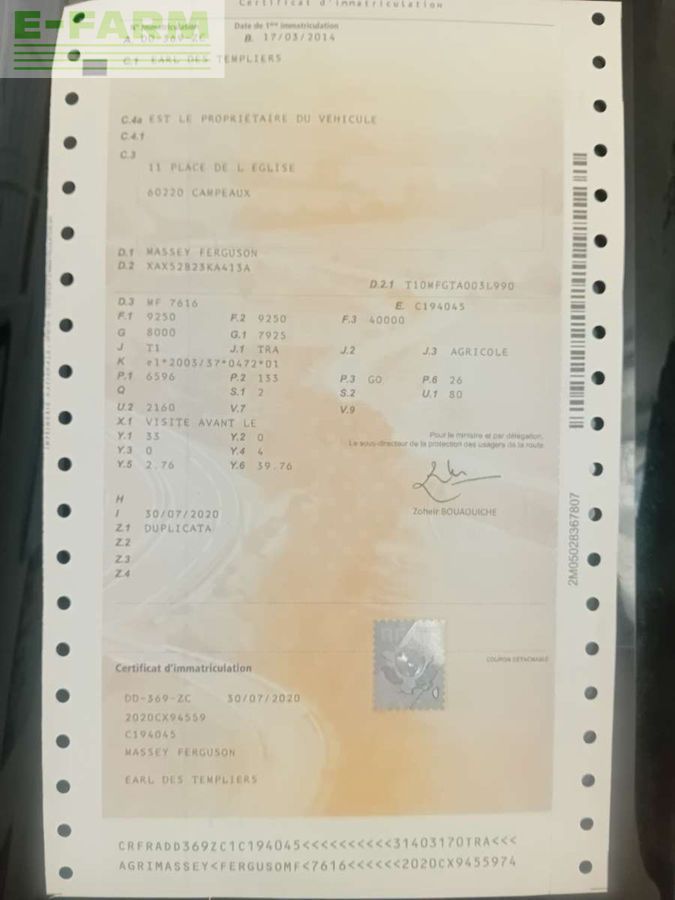 Certificat d'immatriculation
E-FARM
N° immatriculation Date de 1ère immatriculation
A. DD-369-ZC B. 17/03/2014
C.1 EARL DES TEMPLIERS
C.4a EST LE PROPRIÉTAIRE DU VÉHICULE
C.4.1
C.3
11 PLACE DE L EGLISE
60220 CAMPEAUX
D.1 MASSEY FERGUSON
D.2 XAX52B23KA413A
D.2.1 T10MFGTA003L990
D.3 MF 7616 E. C194045
F.1 9250 F.2 9250 F.3 40000
G 8000 G.1 7925
J T1 J.1 TRA J.2 J.3 AGRICOLE
K e1*2003/37*0472*01
P.1 6596 P.2 133 P.3 GO P.6 26
Q S.1 2 S.2 U.1 80
U.2 2160 V.7 V.9
X.1 VISITE AVANT LE
Y.1 33 Y.2 0
Y.3 0 Y.4 4
Y.5 2.76 Y.6 39.76
Pour le ministre et par délégation,
Le sous-directeur de la protection des usagers de la route
Zoheir BOUAOUICHE
H
I 30/07/2020
Z.1 DUPLICATA
Z.2
Z.3
Z.4
2M05028367807
COUPON DÉTACHABLE
Certificat d'immatriculation
DD-369-ZC 30/07/2020
2020CX94559
C194045
MASSEY FERGUSON
EARL DES TEMPLIERS
CRFRADD369ZC1C194045<<<<<<<<<<31403170TRA<<<
AGRIMASSEY<FERGUSOMF<7616<<<<<<2020CX9455974